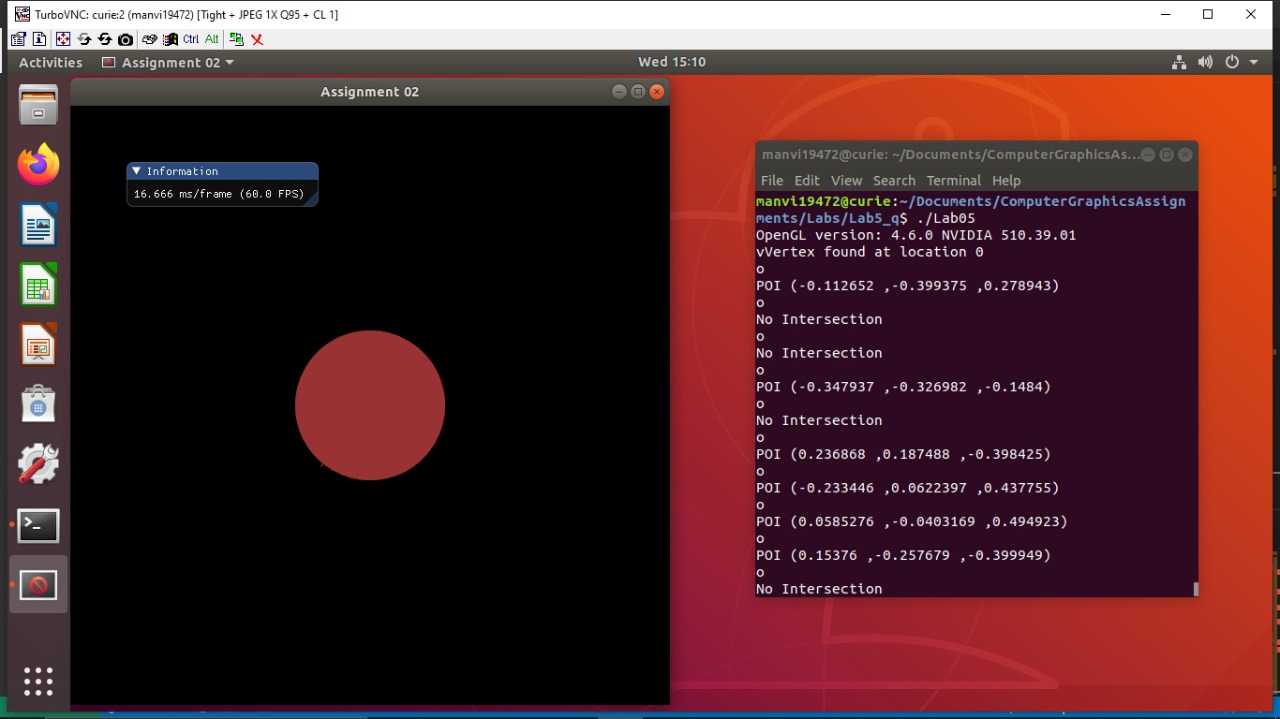 TurboVNC: curie:2 (manvi19472) [Tight + JPEG 1X Q95 + CL 1]
Ctrl Alt
Activities Assignment 02 Wed 15:10
Assignment 02
Information
16.666 ms/frame (60.0 FPS)
manvi19472@curie: ~/Documents/ComputerGraphicsAs...
File Edit View Search Terminal Help
manvi19472@curie:~/Documents/ComputerGraphicsAssign
ments/Labs/Lab5_q$ ./Lab05
OpenGL version: 4.6.0 NVIDIA 510.39.01
vVertex found at location 0
o
POI (-0.112652 ,-0.399375 ,0.278943)
o
No Intersection
o
No Intersection
o
POI (-0.347937 ,-0.326982 ,-0.1484)
o
No Intersection
o
POI (0.236868 ,0.187488 ,-0.398425)
o
POI (-0.233446 ,0.0622397 ,0.437755)
o
POI (0.0585276 ,-0.0403169 ,0.494923)
o
POI (0.15376 ,-0.257679 ,-0.399949)
o
No Intersection